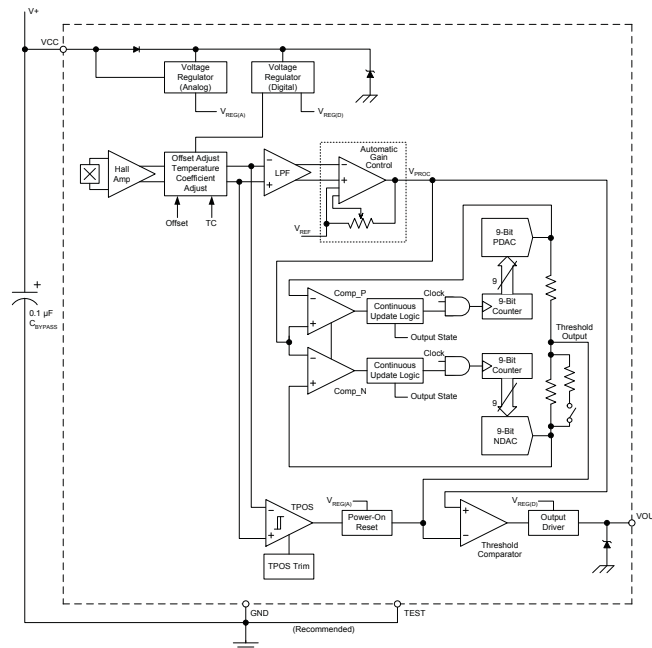 V+
VCC
Voltage
Regulator
(Analog)
Voltage
Regulator
(Digital)
VREG(A)
VREG(D)
Hall
Amp
Offset Adjust
Temperature
Coefficient
Adjust
Offset
TC
−
+
LPF
Automatic
Gain
Control
−
+
VREF
VPROC
9-Bit
PDAC
9
9-Bit
Counter
Comp_P
−
+
Continuous
Update Logic
Clock
Output State
Threshold
Output
−
+
Comp_N
Continuous
Update Logic
Clock
Output State
9-Bit
Counter
9
9-Bit
NDAC
+
0.1 µF
CBYPASS
TPOS
−
+
TPOS Trim
VREG(A)
Power-On
Reset
+
−
Threshold
Comparator
VREG(D)
Output
Driver
GND
TEST
(Recommended)